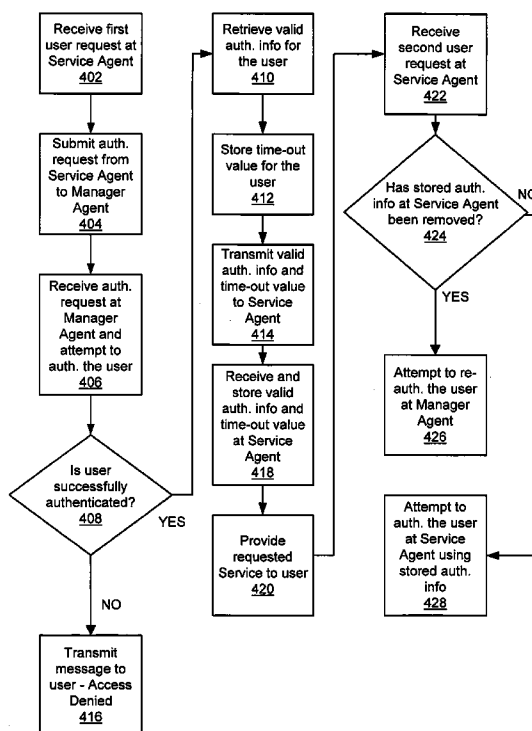 Receive first
user request at
Service Agent
402
Submit auth.
request from
Service Agent
to Manager
Agent
404
Receive auth.
request at
Manager
Agent and
attempt to
auth. the user
406
Is user
successfully
authenticated?
408
YES
NO
Transmit
message to
user - Access
Denied
416
Retrieve valid
auth. info for
the user
410
Store time-out
value for the
user
412
Transmit valid
auth. info and
time-out value
to Service
Agent
414
Receive and
store valid
auth. info and
time-out value
at Service
Agent
418
Provide
requested
Service to user
420
Receive
second user
request at
Service Agent
422
Has stored auth.
info at Service Agent
been removed?
424
NO
YES
Attempt to re-
auth. the user
at Manager
Agent
426
Attempt to
auth. the user
at Service
Agent using
stored auth.
info
428